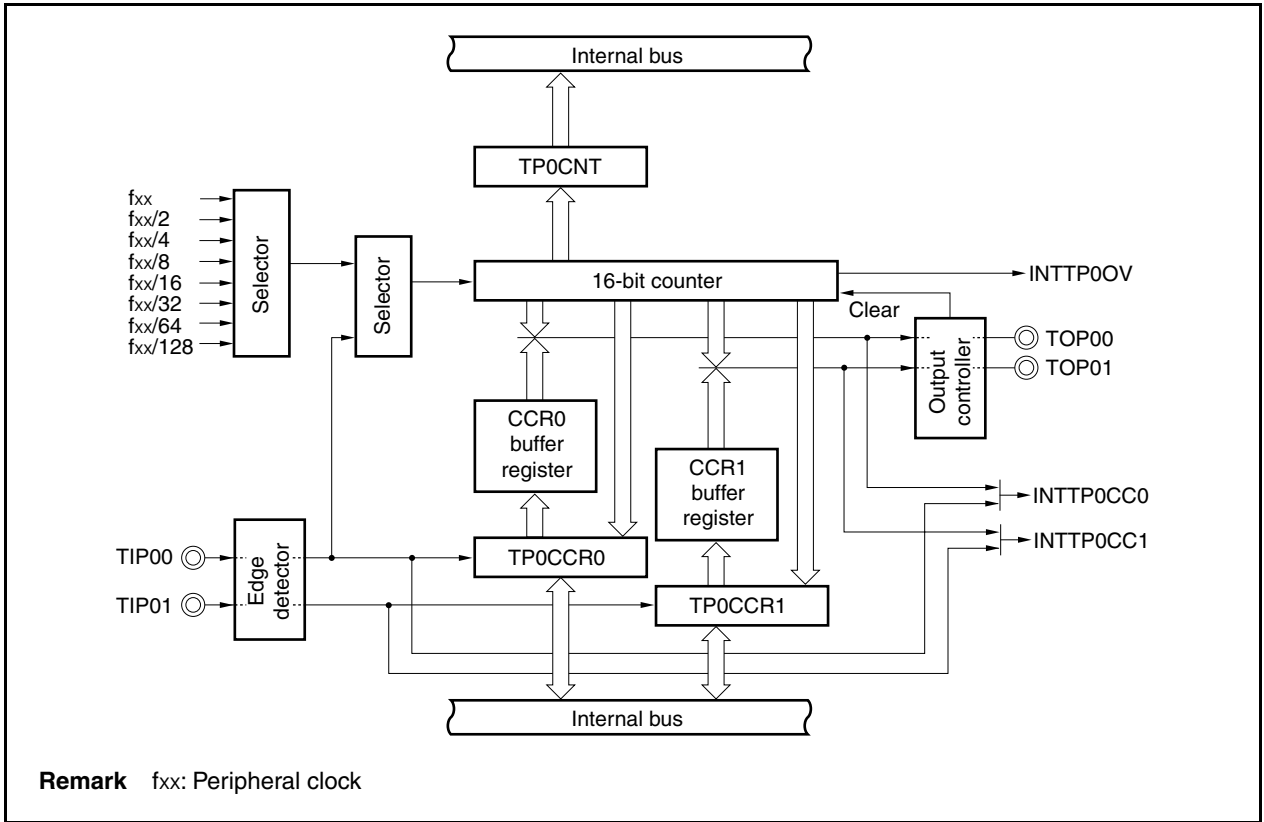 Internal bus
TP0CNT
fxx
fxx/2
fxx/4
fxx/8
fxx/16
fxx/32
fxx/64
fxx/128
Selector
Selector
16-bit counter
INTTP0OV
Clear
Output
controller
TOP00
TOP01
CCR0
buffer
register
CCR1
buffer
register
INTTP0CC0
INTTP0CC1
TIP00
TIP01
Edge
detector
TP0CCR0
TP0CCR1
Internal bus
Remark fxx: Peripheral clock